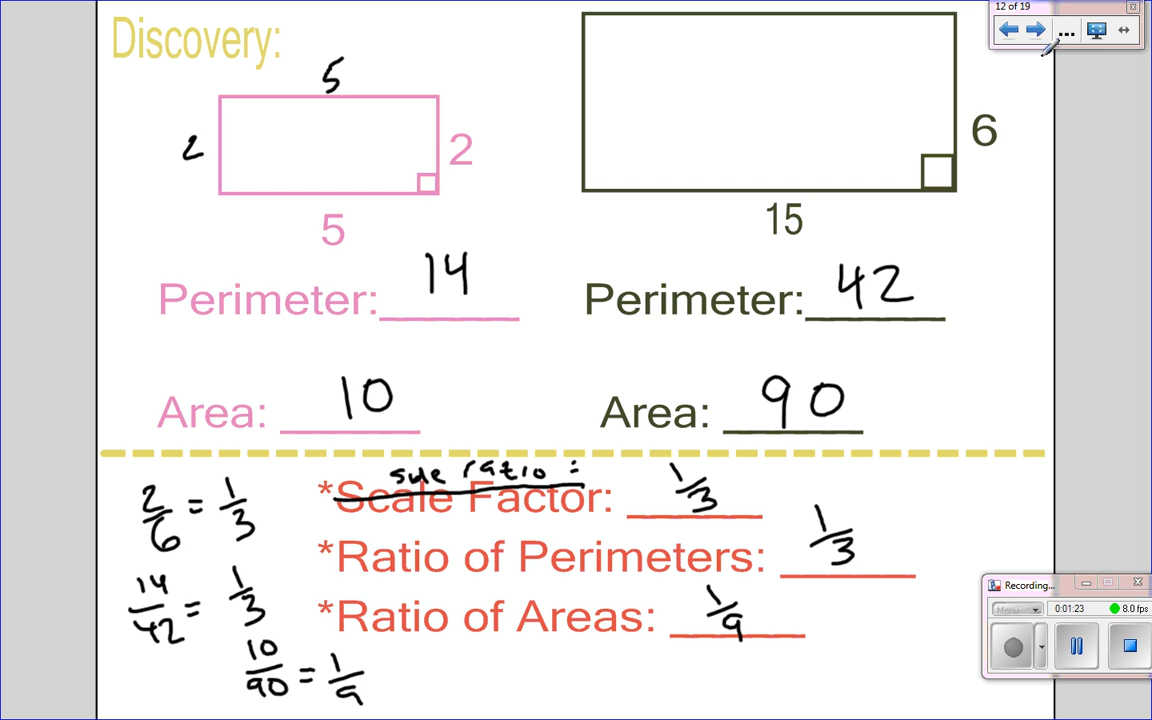 12 of 19
Discovery:
5
2
2
6
5
15
Perimeter: 14
Perimeter: 42
Area: 10
Area: 90
side ratio :
*Scale Factor: 1/3
2/6 = 1/3
*Ratio of Perimeters: 1/3
14/42 = 1/3
*Ratio of Areas: 1/9
10/90 = 1/9
Recording...
Menu
0:01:23
8.0 fps